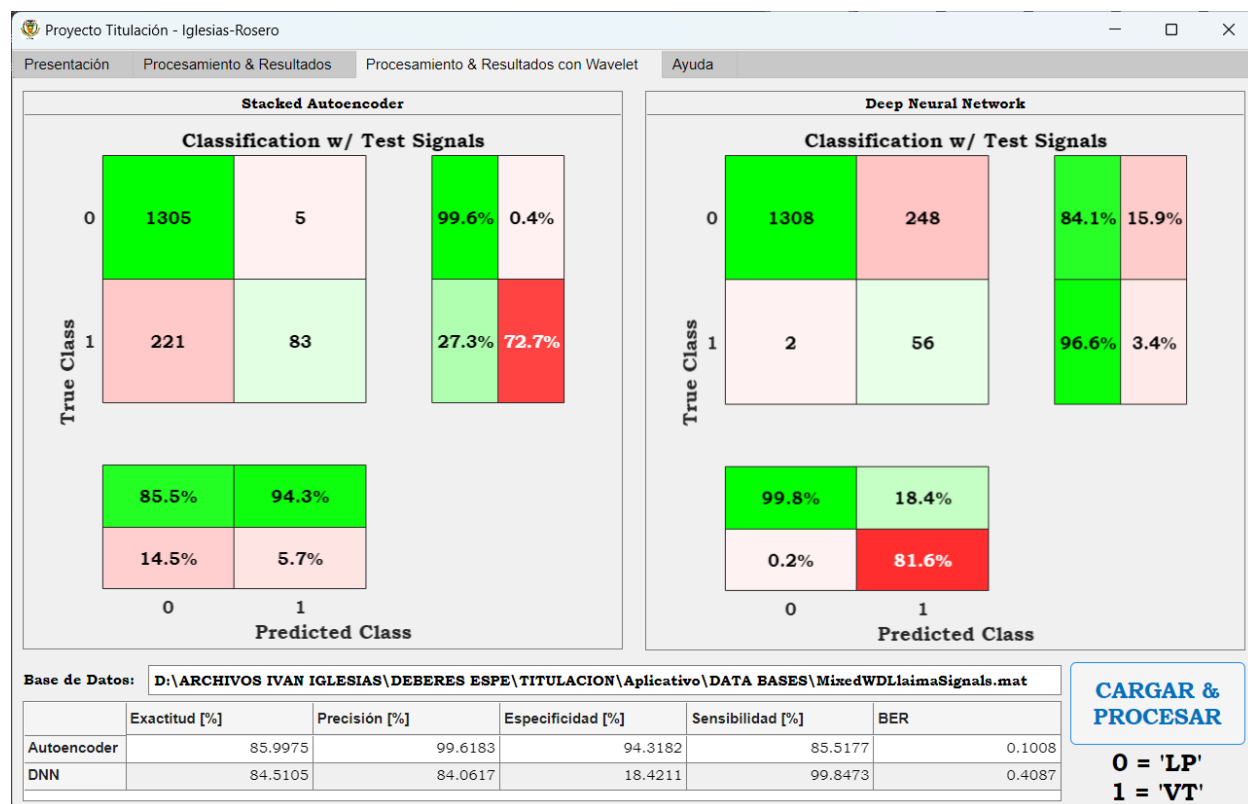 Proyecto Titulación - Iglesias-Rosero
Presentación Procesamiento & Resultados Procesamiento & Resultados con Wavelet Ayuda
Stacked Autoencoder
Classification w/ Test Signals
0 1305 5 99.6% 0.4%
1 221 83 27.3% 72.7%
True Class
85.5% 94.3%
14.5% 5.7%
0 1
Predicted Class
Deep Neural Network
Classification w/ Test Signals
0 1308 248 84.1% 15.9%
1 2 56 96.6% 3.4%
True Class
99.8% 18.4%
0.2% 81.6%
0 1
Predicted Class
Base de Datos: D:\ARCHIVOS IVAN IGLESIAS\DEBERES ESPE\TITULACION\Aplicativo\DATA BASES\MixedWDLlaimaSignals.mat
Exactitud [%] Precisión [%] Especificidad [%] Sensibilidad [%] BER
Autoencoder 85.9975 99.6183 94.3182 85.5177 0.1008
DNN 84.5105 84.0617 18.4211 99.8473 0.4087
CARGAR &
PROCESAR
0 = 'LP'
1 = 'VT'